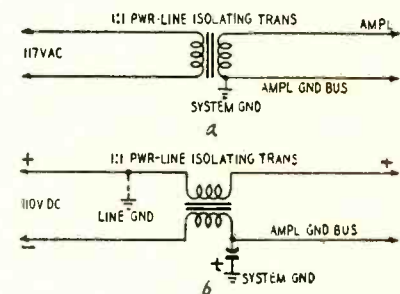 1:1 PWR-LINE ISOLATING TRANS
AMPL
117VAC
AMPL GND BUS
SYSTEM GND
a
1:1 PWR-LINE ISOLATING TRANS
+ +
110V DC
LINE GND
AMPL GND BUS
−
+
SYSTEM GND
b